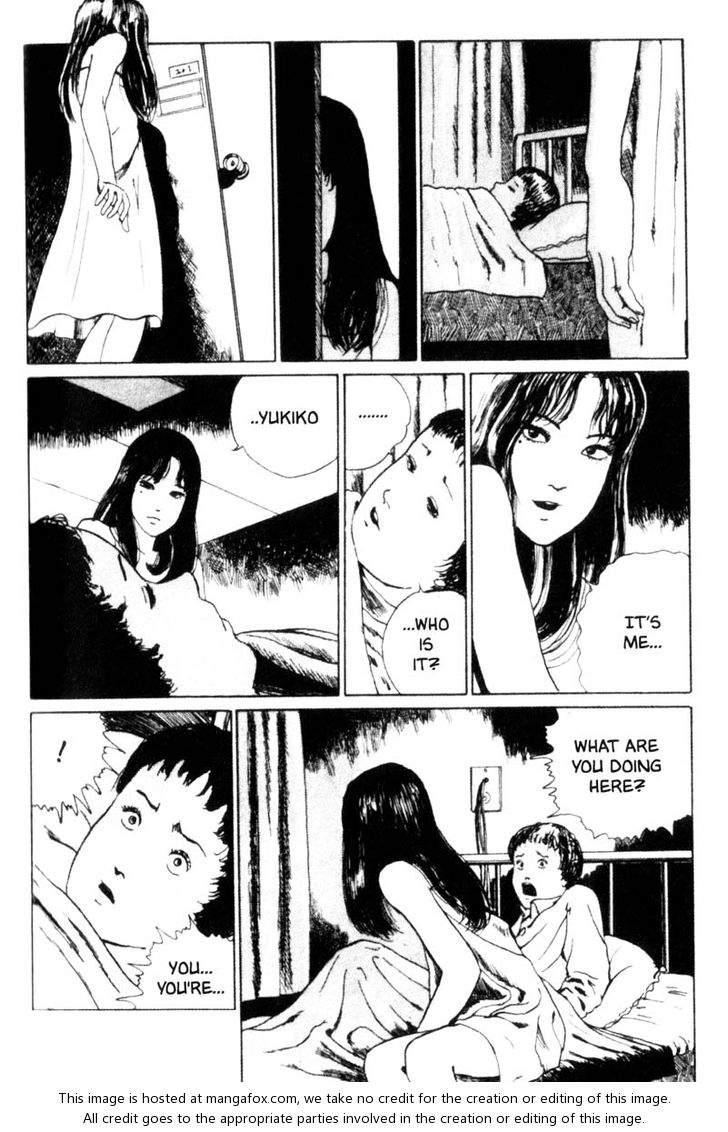 ..YUKIKO
.......
...WHO
IS
IT?
IT'S
ME...
!
YOU...
YOU'RE...
WHAT ARE
YOU DOING
HERE?
This image is hosted at mangafox.com, we take no credit for the creation or editing of this image.
All credit goes to the appropriate parties involved in the creation or editing of this image.